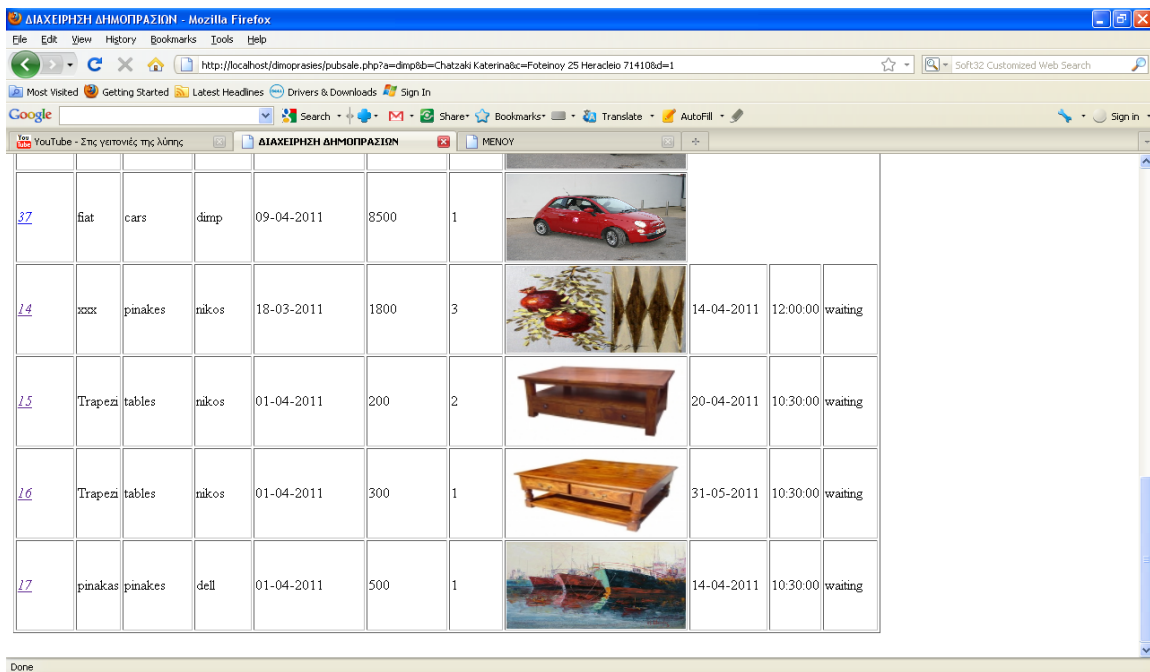 ΔΙΑΧΕΙΡΗΣΗ ΔΗΜΟΠΡΑΣΙΩΝ - Mozilla Firefox
File Edit View History Bookmarks Tools Help
http://localhost/dimoprasies/pubsale.php?a=dimp&b=Chatzaki Katerina&c=Foteinoy 25 Heracleio 71410&d=1 Soft32 Customized Web Search
Most Visited Getting Started Latest Headlines Drivers & Downloads Sign In
Google Search Share Bookmarks Translate AutoFill Sign in
YouTube - Στις γειτονιές της λύπης ΔΙΑΧΕΙΡΗΣΗ ΔΗΜΟΠΡΑΣΙΩΝ ΜΕΝΟΥ
37 fiat cars dimp 09-04-2011 8500 1
14 xxx pinakes nikos 18-03-2011 1800 3 14-04-2011 12:00:00 waiting
15 Trapezi tables nikos 01-04-2011 200 2 20-04-2011 10:30:00 waiting
16 Trapezi tables nikos 01-04-2011 300 1 31-05-2011 10:30:00 waiting
17 pinakas pinakes dell 01-04-2011 500 1 14-04-2011 10:30:00 waiting
Done